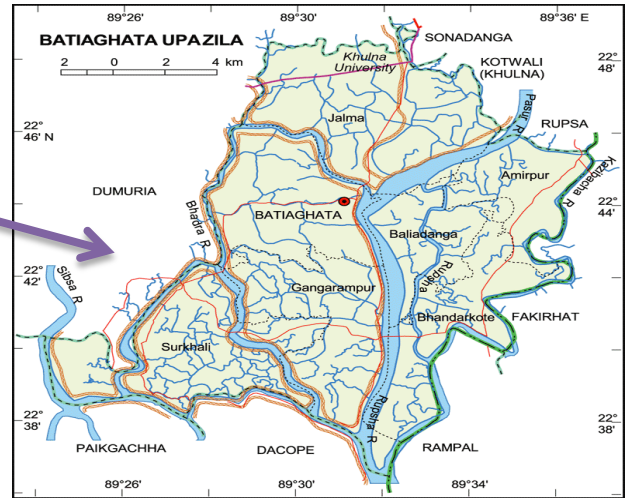 89°26'
89°30'
89°36' E
BATIAGHATA UPAZILA
2 0 2 4 km
SONADANGA
Khulna
University
KOTWALI
(KHULNA)
22°
48'
Pasur R
RUPSA
Jalma
22°
46' N
Amirpur
Kazibacha R
DUMURIA
Bhadra R
BATIAGHATA
22°
44'
Baliadanga
22°
42'
Sibsa R
Gangarampur
Rupsha
Bhandarkote
FAKIRHAT
Surkhali
22°
38'
Rupsha R
22°
38'
PAIKGACHHA
DACOPE
RAMPAL
89°26'
89°30'
89°34'